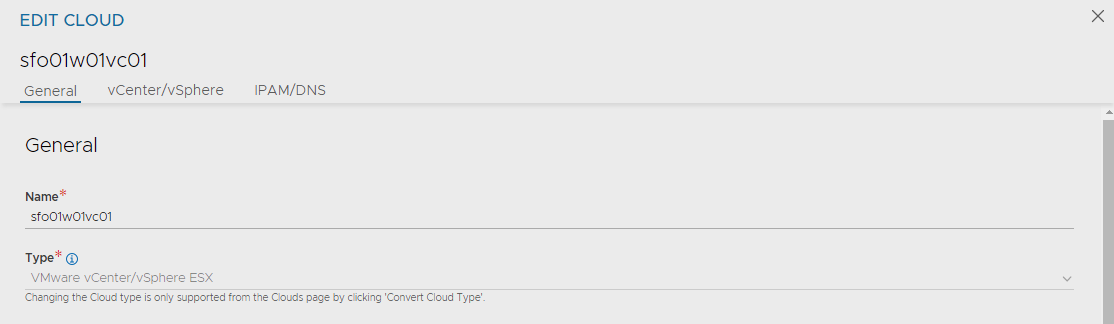 EDIT CLOUD
sfo01w01vc01
General vCenter/vSphere IPAM/DNS
General
Name*
sfo01w01vc01
Type*
VMware vCenter/vSphere ESX
Changing the Cloud type is only supported from the Clouds page by clicking 'Convert Cloud Type'.